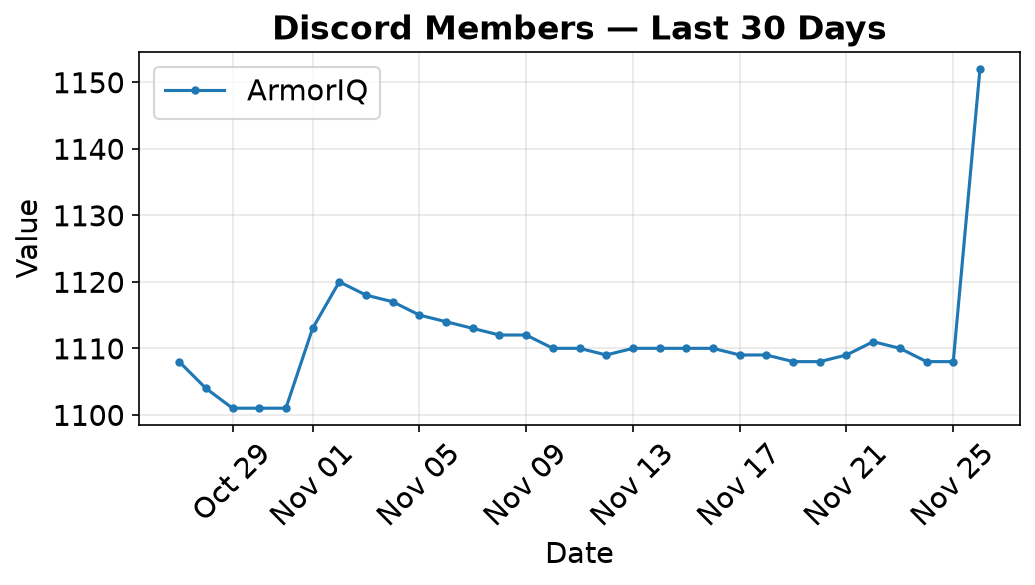 Discord Members — Last 30 Days
ArmorIQ
Value
1150
1140
1130
1120
1110
1100
Oct 29
Nov 01
Nov 05
Nov 09
Nov 13
Nov 17
Nov 21
Nov 25
Date